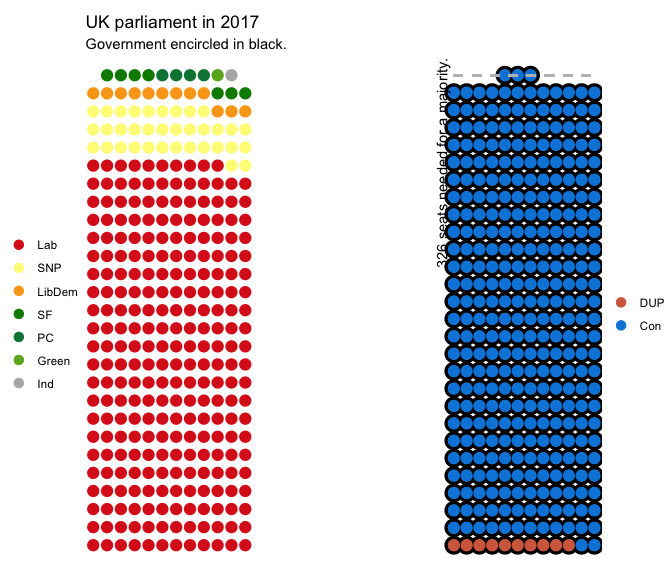 UK parliament in 2017
Government encircled in black.
326 seats needed for a majority.
Lab
SNP
LibDem
SF
PC
Green
Ind
DUP
Con